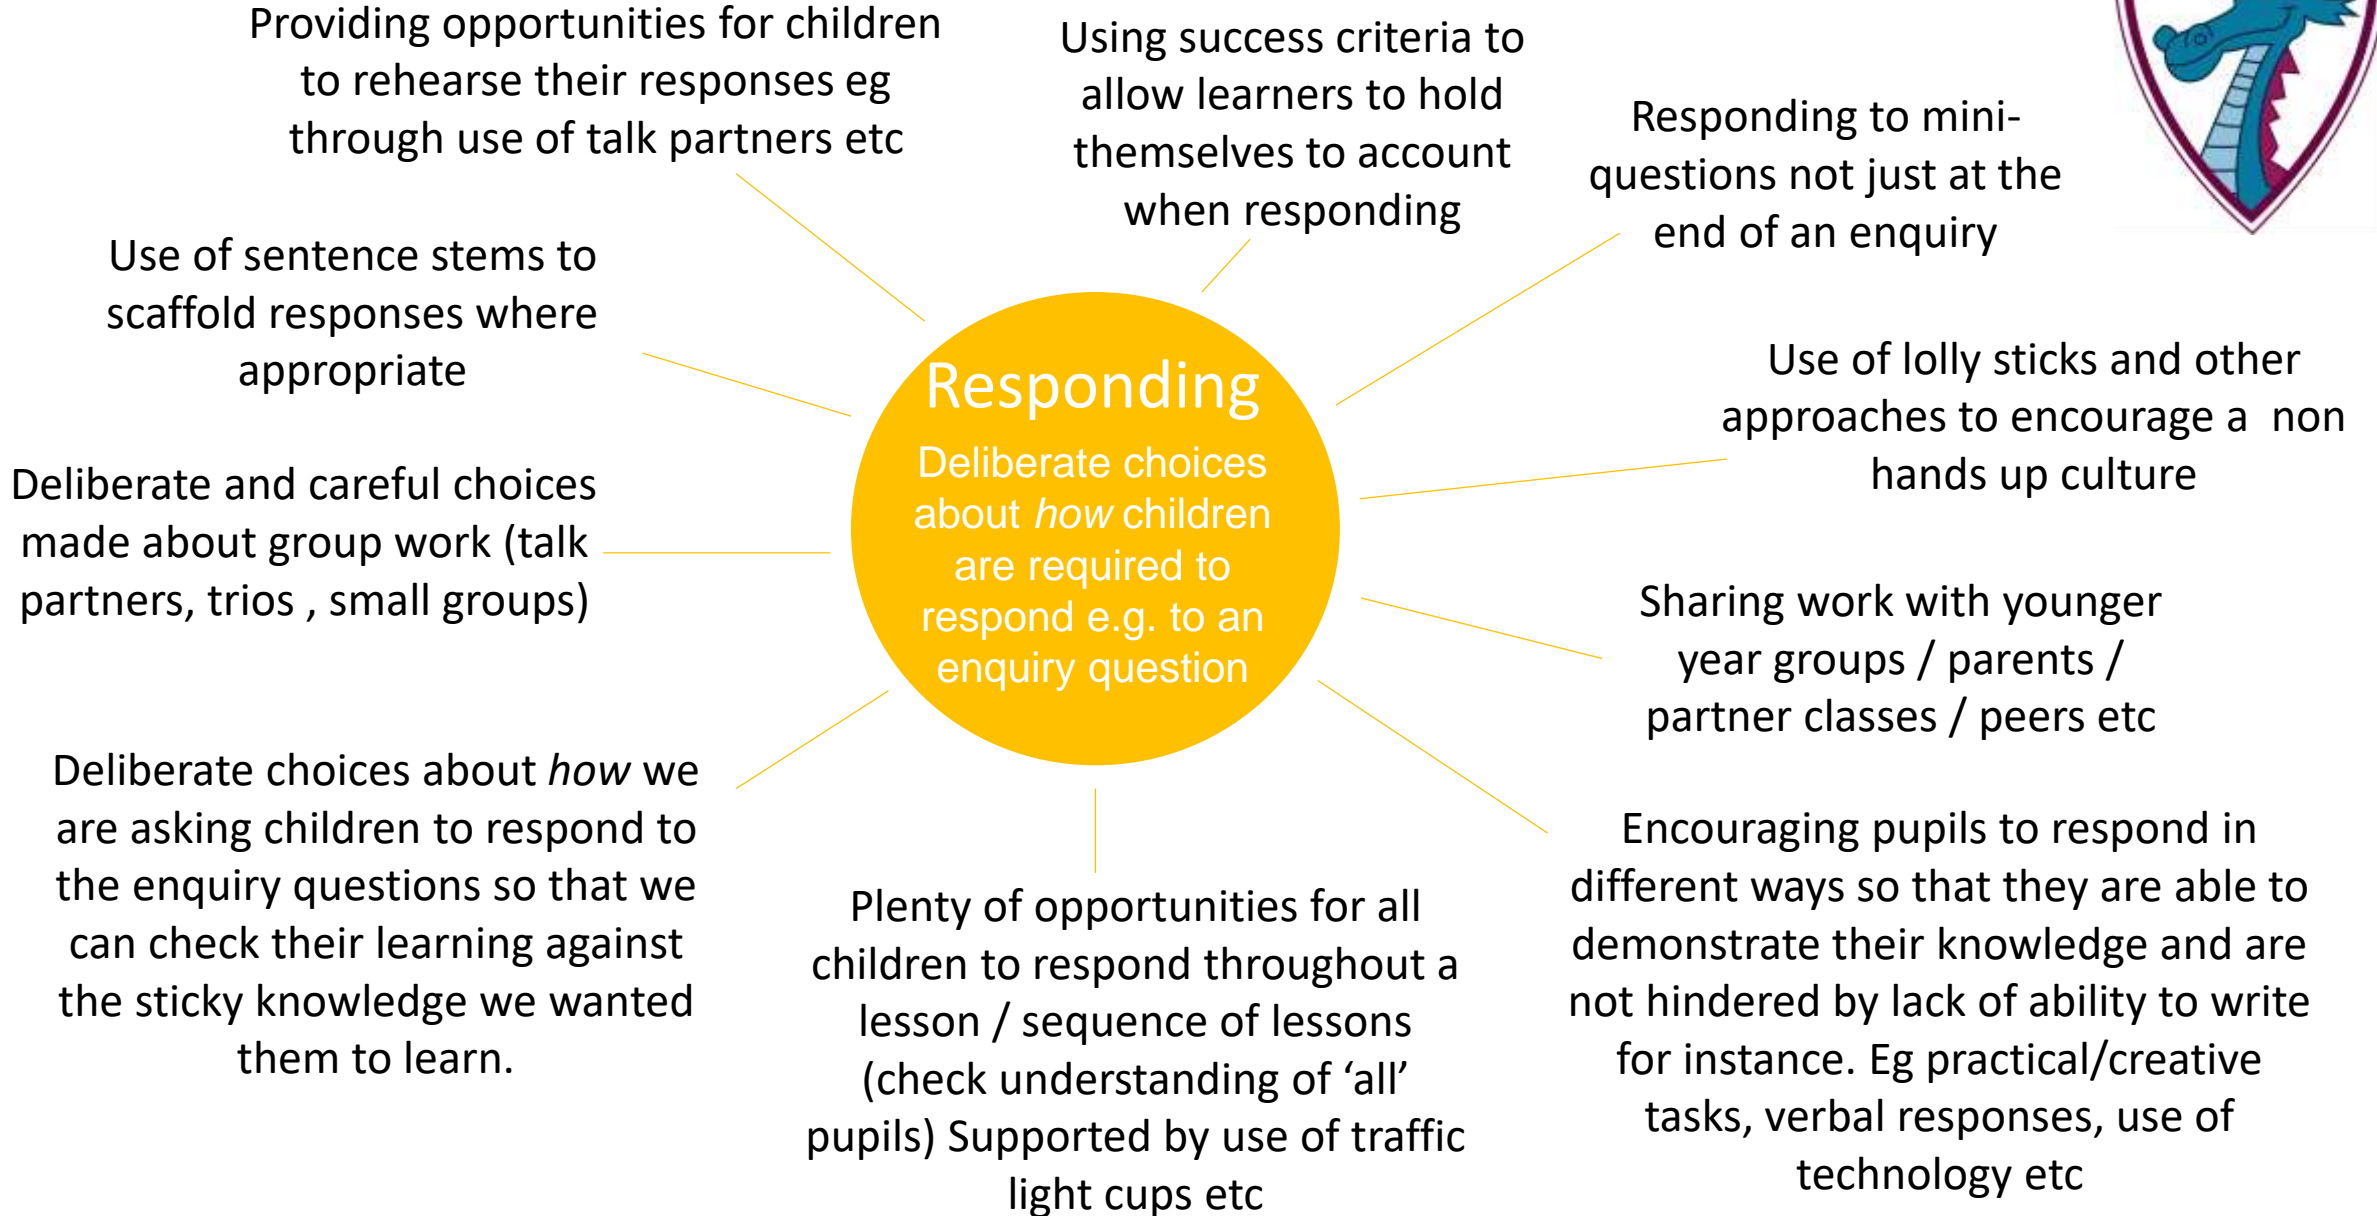 Providing opportunities for children
to rehearse their responses eg
through use of talk partners etc
Using success criteria to
allow learners to hold
themselves to account
when responding
Responding to mini-
questions not just at the
end of an enquiry
Use of sentence stems to
scaffold responses where
appropriate
Use of lolly sticks and other
approaches to encourage a  non
hands up culture
Responding
Deliberate choices
about how children
are required to
respond e.g. to an
enquiry question
Deliberate and careful choices
made about group work (talk
partners, trios , small groups)
Sharing work with younger
year groups / parents /
partner classes / peers etc
Deliberate choices about how we
are asking children to respond to
the enquiry questions so that we
can check their learning against
the sticky knowledge we wanted
them to learn.
Plenty of opportunities for all
children to respond throughout a
lesson / sequence of lessons
(check understanding of ‘all’
pupils) Supported by use of traffic
light cups etc
Encouraging pupils to respond in
different ways so that they are able to
demonstrate their knowledge and are
not hindered by lack of ability to write
for instance. Eg practical/creative
tasks, verbal responses, use of
technology etc